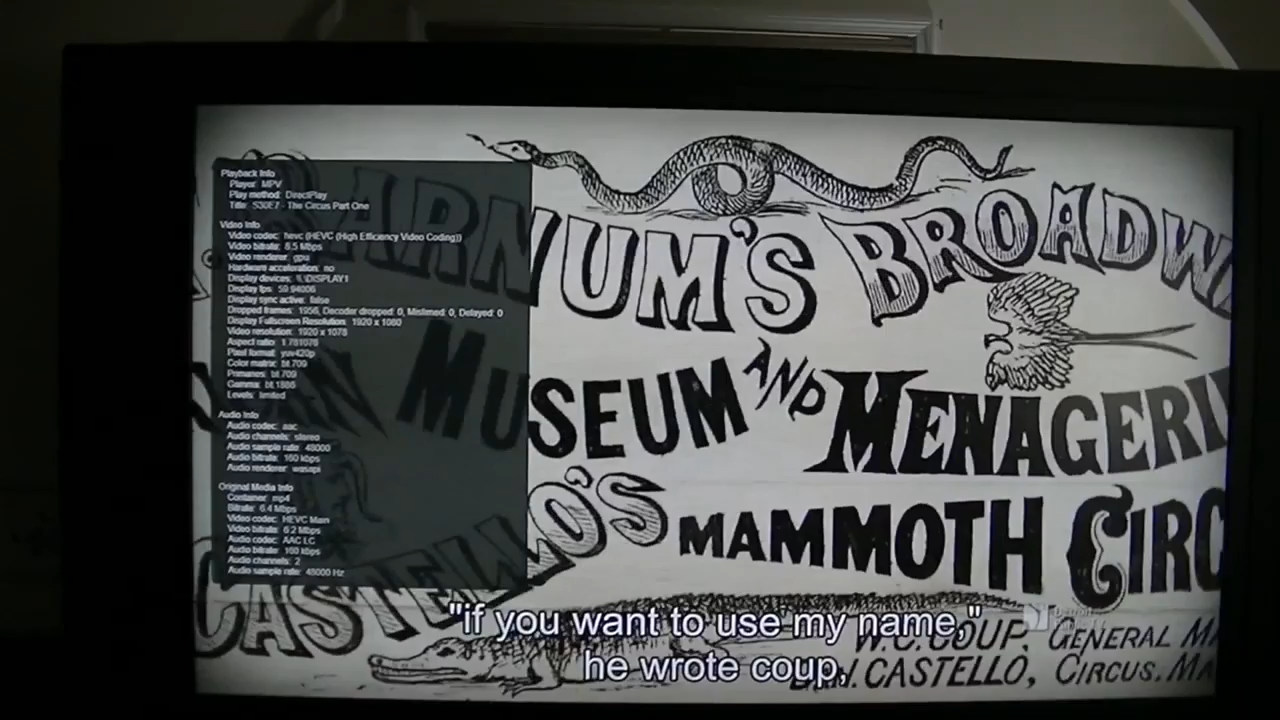 Playback Info
Player: MPV
Play method: DirectPlay
Title: S30E7 - The Circus Part One
Video Info
Video codec: hevc (HEVC (High Efficiency Video Coding))
Video bitrate: 8.5 Mbps
Video renderer: gpu
Hardware acceleration: no
Display devices: \\.\DISPLAY1
Display fps: 59.94006
Display sync active: false
Dropped frames: 1956, Decoder dropped: 0, Mistimed: 0, Delayed: 0
Display Fullscreen Resolution: 1920 x 1080
Video resolution: 1920 x 1078
Aspect ratio: 1.781076
Pixel format: yuv420p
Color matrix: bt.709
Primaries: bt.709
Gamma: bt.1886
Levels: limited
Audio Info
Audio codec: aac
Audio channels: stereo
Audio sample rate: 48000
Audio bitrate: 160 kbps
Audio renderer: wasapi
Original Media Info
Container: mp4
Bitrate: 6.4 Mbps
Video codec: HEVC Main
Video bitrate: 6.2 Mbps
Audio codec: AAC LC
Audio bitrate: 160 kbps
Audio channels: 2
Audio sample rate: 48000 Hz
BARNUM'S BROADWA
MUSEUM AND MENAGERI
CASTELLO'S MAMMOTH CIRC
W.C.COUP, GENERAL MA
DAN.CASTELLO, CIRCUS.MA
"if you want to use my name,"
he wrote coup,